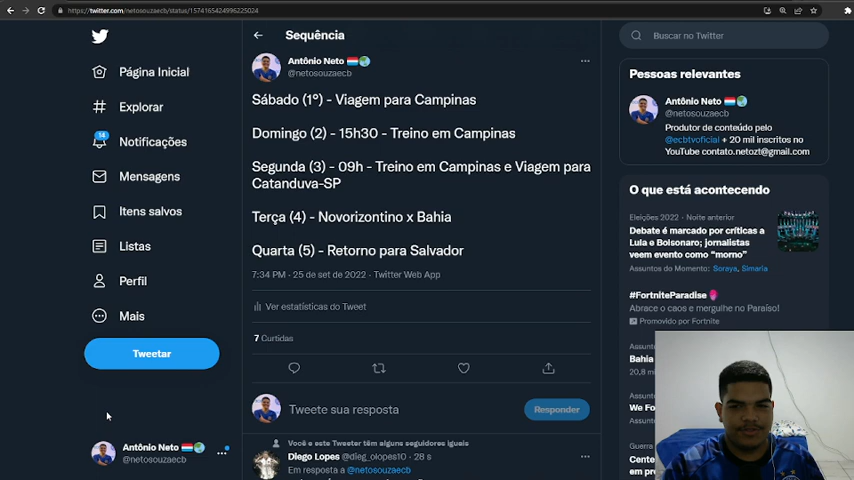 https://twitter.com/netosouzaecb/status/1574165424996225024
Sequência
Buscar no Twitter
Antônio Neto
@netosouzaecb
Página Inicial
Explorar
14
Notificações
Mensagens
Itens salvos
Listas
Perfil
Mais
Tweetar
Antônio Neto
@netosouzaecb
Sábado (1°) - Viagem para Campinas
Domingo (2) - 15h30 - Treino em Campinas
Segunda (3) - 09h - Treino em Campinas e Viagem para
Catanduva-SP
Terça (4) - Novorizontino x Bahia
Quarta (5) - Retorno para Salvador
7:34 PM · 25 de set de 2022 · Twitter Web App
Ver estatísticas do Tweet
7 Curtidas
Tweete sua resposta
Responder
Você e este Tweeter têm alguns seguidores iguais
Diego Lopes @dieg_olopes10 · 28 s
Em resposta a @netosouzaecb
Pessoas relevantes
Antônio Neto
@netosouzaecb
Produtor de conteúdo pelo
@ecbtvoficial + 20 mil inscritos no
YouTube contato.netozt@gmail.com
O que está acontecendo
Eleições 2022 · Noite anterior
Debate é marcado por críticas a
Lula e Bolsonaro; jornalistas
veem evento como “morno”
Assuntos do Momento: Soraya, Simaria
#FortniteParadise
Abrace o caos e mergulhe no Paraíso!
Promovido por Fortnite
Assunt
Bahia
20,8 m
Assunt
We Fo
Assunt
Guerra
Cente
em pr